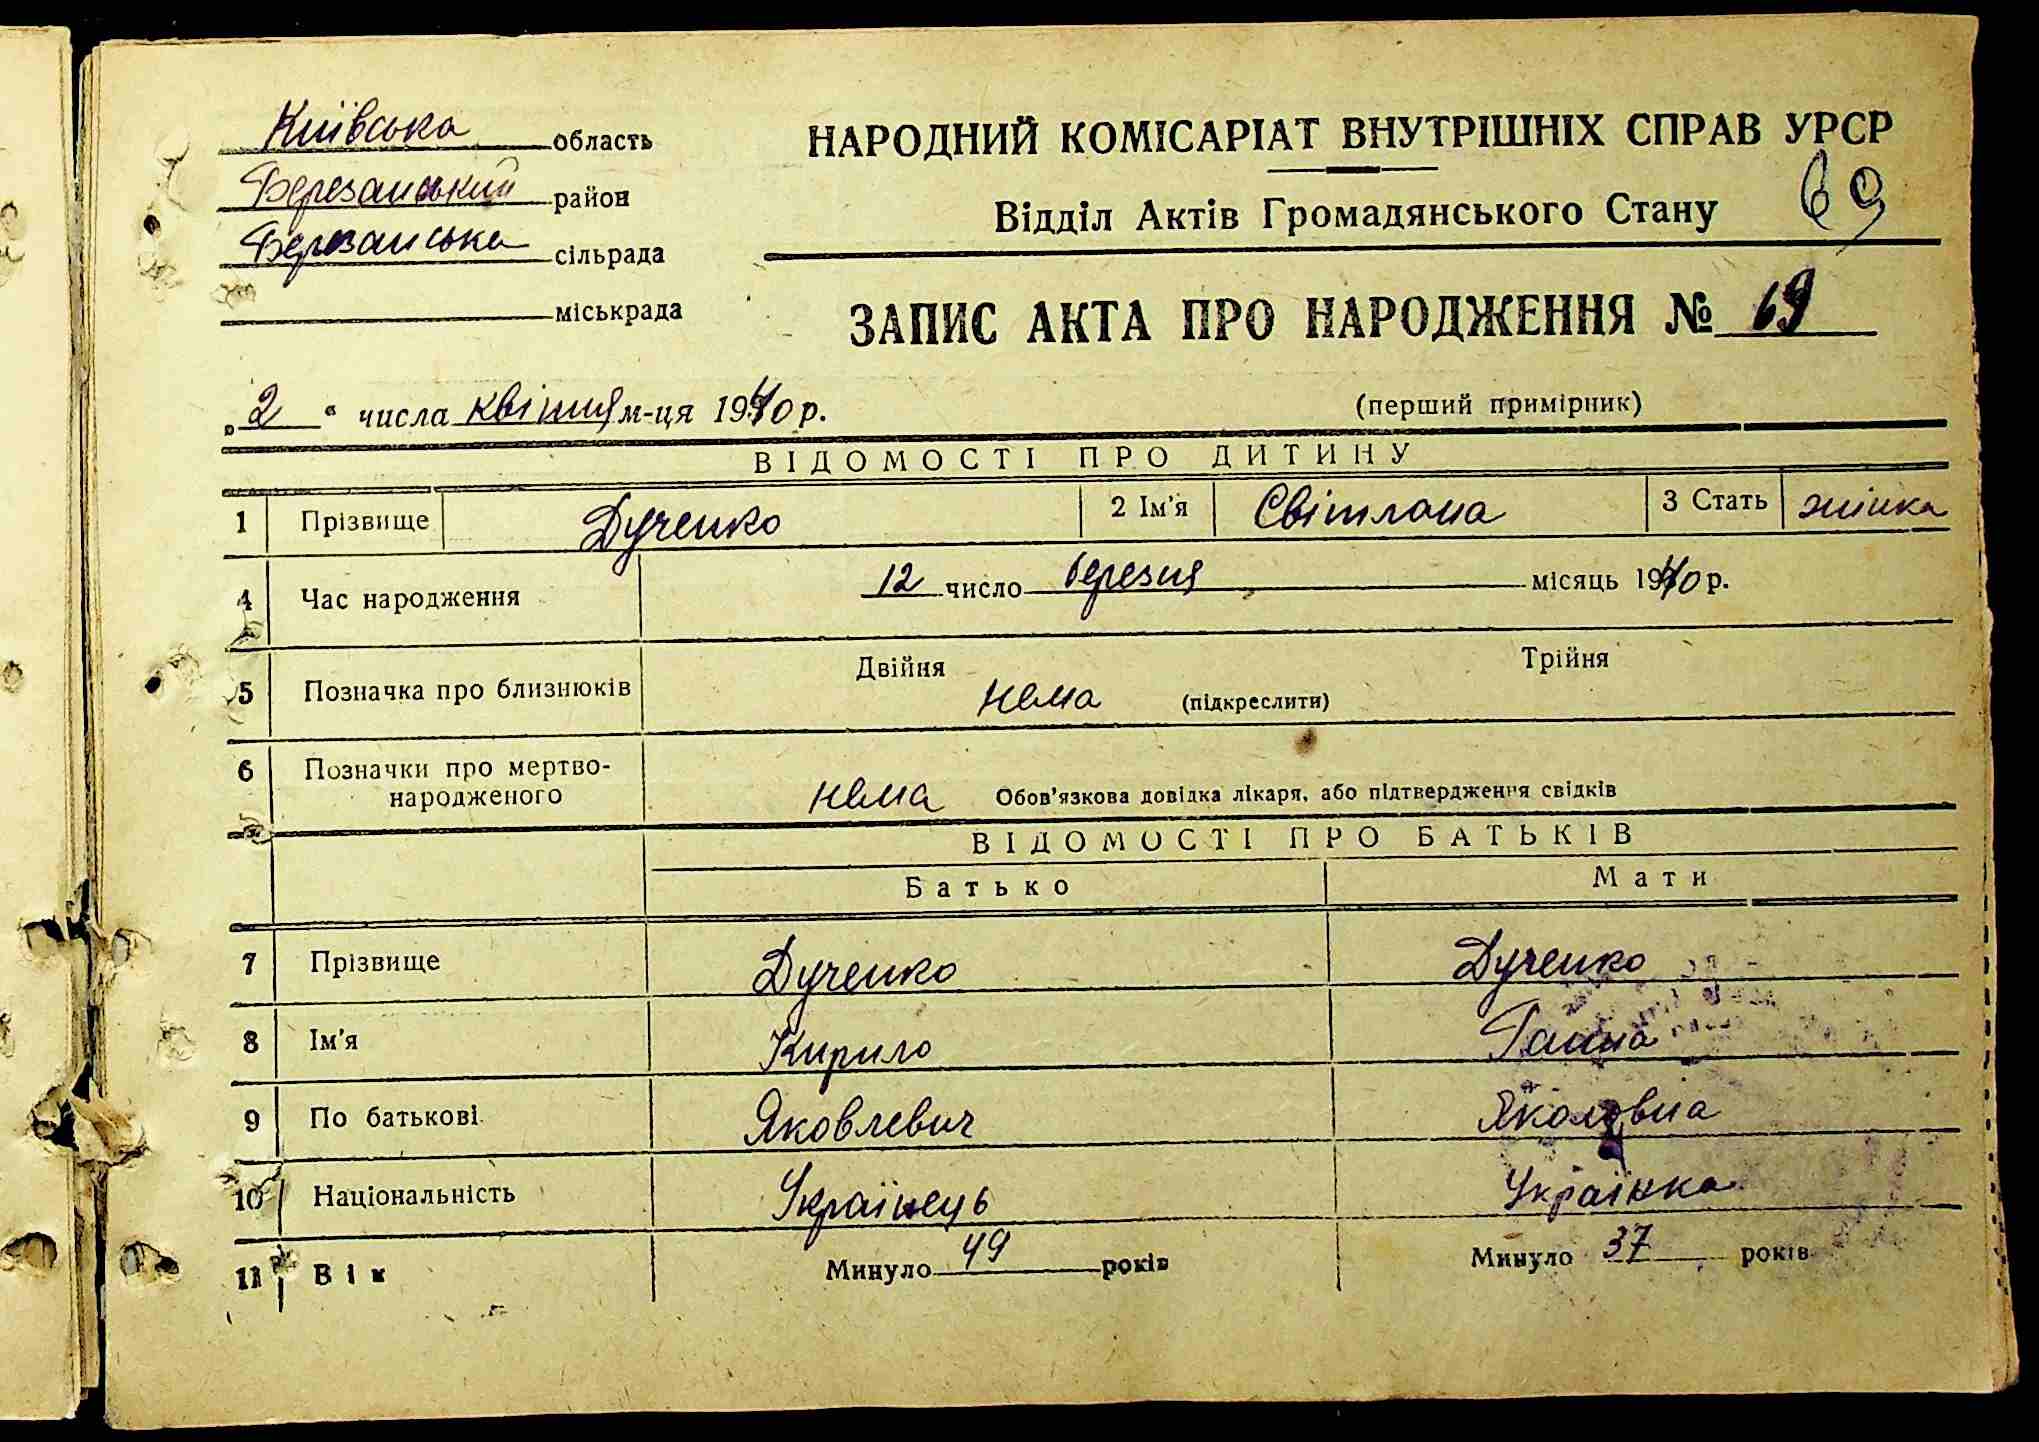 Київська область
Березанський район
Березанська сільрада
міськрада
НАРОДНИЙ КОМІСАРІАТ ВНУТРІШНІХ СПРАВ УРСР
Відділ Актів Громадянського Стану
69
ЗАПИС АКТА ПРО НАРОДЖЕННЯ № 69
„2“ числа квітня м-ця 1940 р.
(перший примірник)
ВІДОМОСТІ ПРО ДИТИНУ
1 Прізвище Дученко 2 Ім'я Світлана 3 Стать жінка
4 Час народження 12 число березня місяць 1940 р.
5 Позначка про близнюків Двійня нема (підкреслити) Трійня
6 Позначки про мертво-
народженого нема Обов'язкова довідка лікаря, або підтвердження свідків
ВІДОМОСТІ ПРО БАТЬКІВ
Батько Мати
7 Прізвище Дученко Дученко
8 Ім'я Кирило Ганна
9 По батькові Яковлевич
10 Національність Українець Українка
11 Вік Минуло 49 років Минуло 37 років